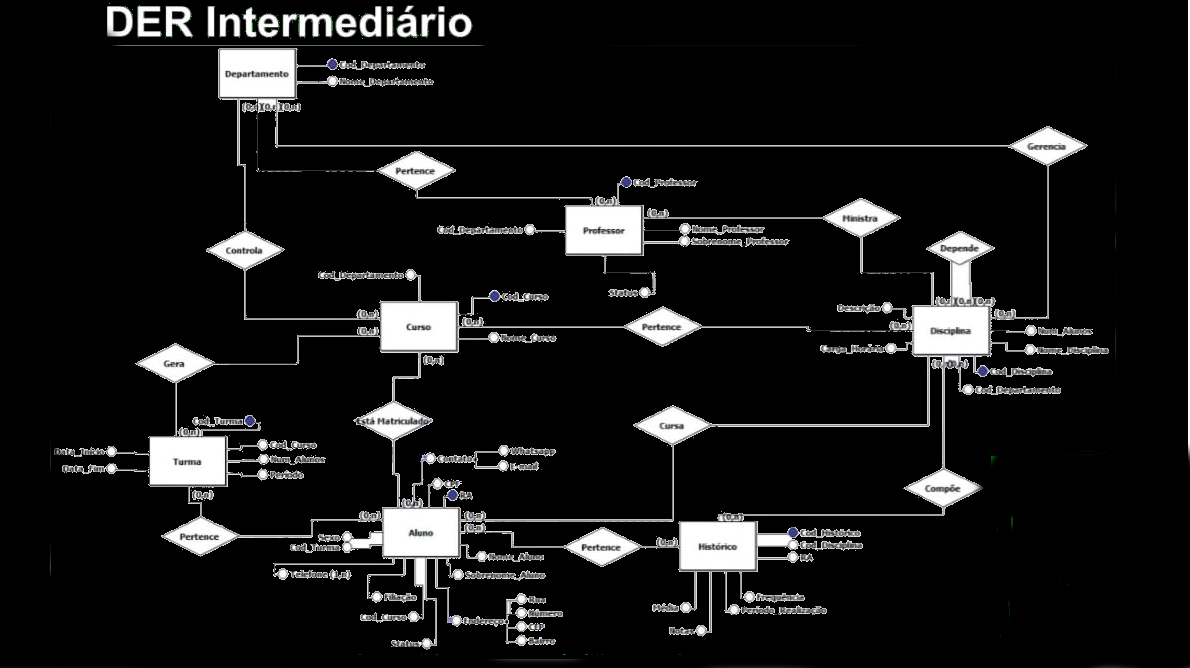 DER Intermediário
Departamento
Cod_Departamento
Nome_Departamento
(0,n)
(0,n)
(0,n)
Gerencia
Pertence
Cod_Professor
(0,n)
Professor
(0,n)
Cod_Departamento
Nome_Professor
Sobrenome_Professor
Status
Ministra
Depende
Controla
Cod_Departamento
Cod_Curso
(0,n)
(0,n)
Curso
(0,n)
Nome_Curso
(0,n)
Pertence
(0,n)
(0,n)
(0,n)
Descrição
(0,n)
(0,n)
Disciplina
Num_Alunos
Carga_Horária
Nome_Disciplina
(0,n)
(0,n)
Cod_Disciplina
Cod_Departamento
Gera
Está Matriculado
Cursa
Cod_Turma
(0,n)
Data_Início
Data_Fim
Turma
Cod_Curso
Num_Alunos
Período
(0,n)
Contato
Whatsapp
E-mail
CPF
RA
Compõe
(0,n)
(0,n)
(0,n)
(0,n)
Pertence
Sexo
Cod_Turma
Aluno
Pertence
(0,n)
(0,n)
Histórico
Cod_Histórico
Cod_Disciplina
RA
Nome_Aluno
Sobrenome_Aluno
Telefone (1,n)
Filiação
Cod_Curso
Status
Endereço
Rua
Número
CEP
Bairro
Média
Notas
Frequência
Período_Realização